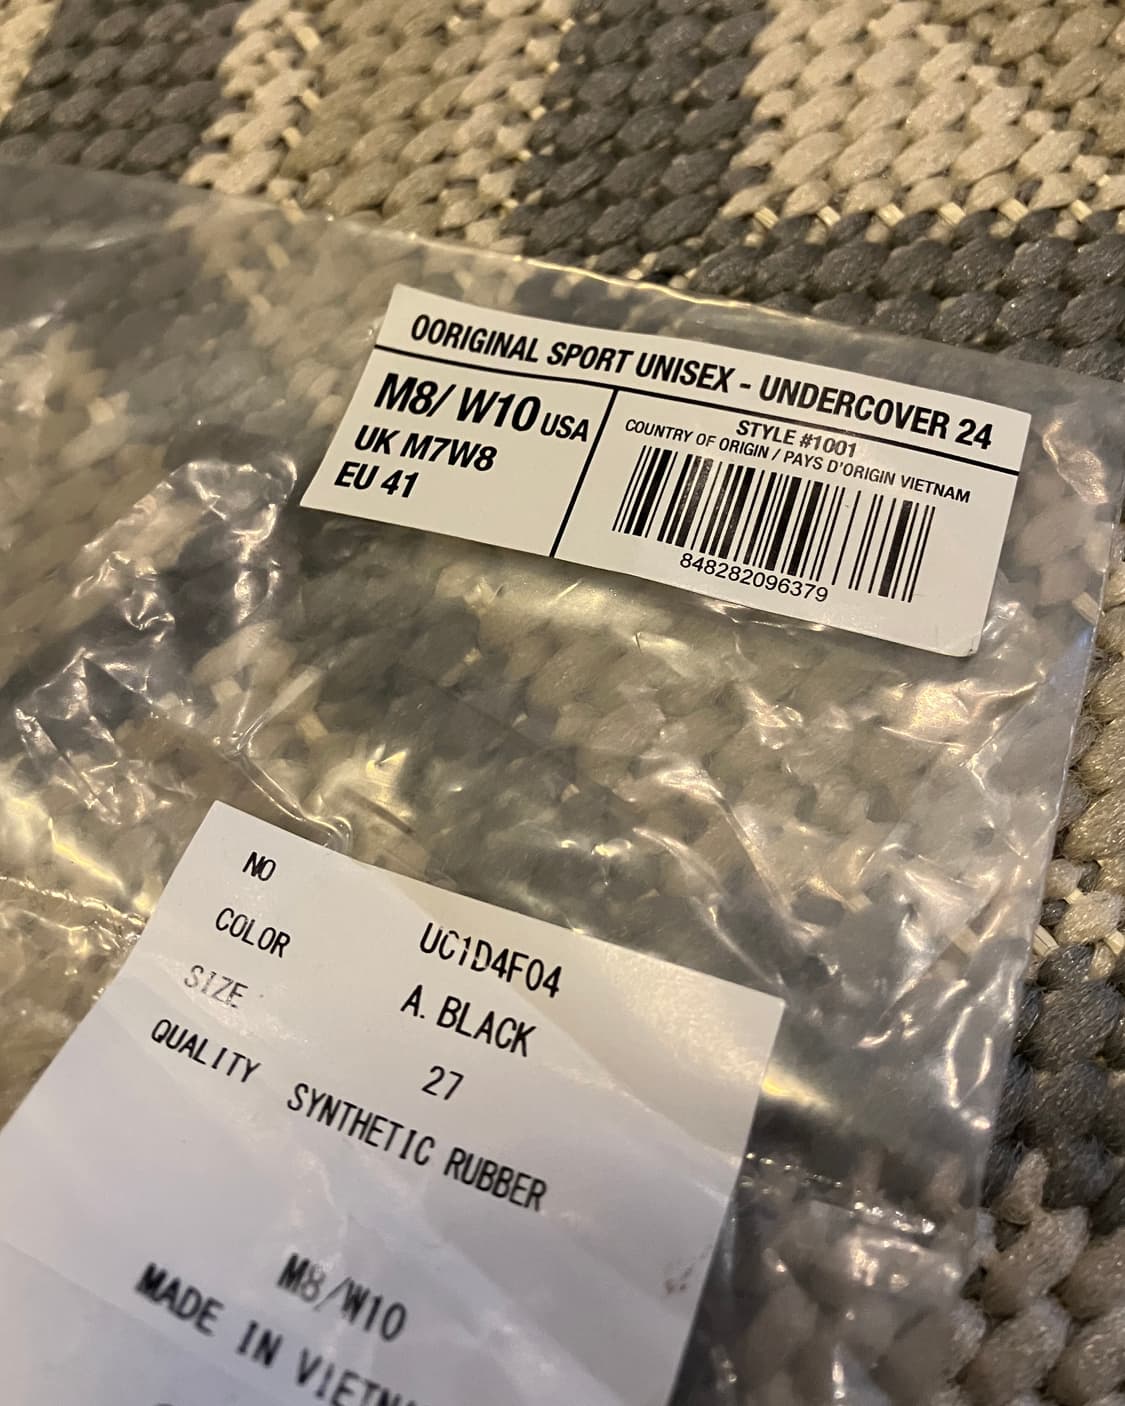 OORIGINAL SPORT UNISEX - UNDERCOVER 24
M8/ W10 USA
UK M7W8
EU 41
STYLE #1001
COUNTRY OF ORIGIN / PAYS D'ORIGIN VIETNAM
848282096379
NO UC1D4F04
COLOR A. BLACK
SIZE 27
QUALITY SYNTHETIC RUBBER
M8/W10
MADE IN VIETN